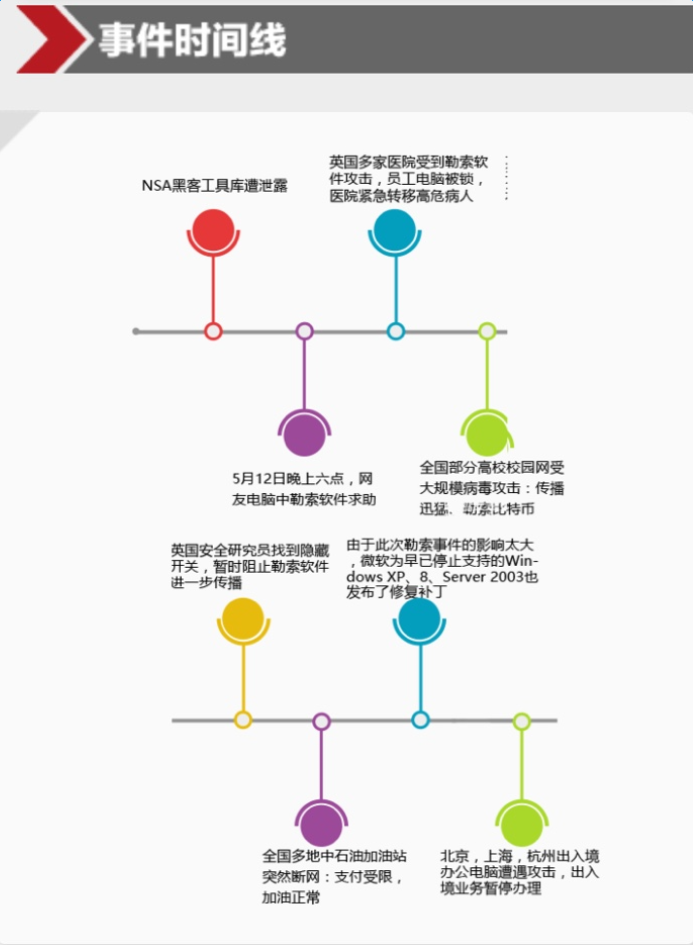 事件时间线
NSA黑客工具库遭泄露
英国多家医院受到勒索软
件攻击，员工电脑被锁，
医院紧急转移高危病人
5月12日晚上六点，网
友电脑中勒索软件求助
全国部分高校校园网受
大规模病毒攻击：传播
迅猛、勒索比特币
英国安全研究员找到隐藏
开关，暂时阻止勒索软件
进一步传播
由于此次勒索事件的影响太大
，微软为早已停止支持的Win-
dows XP、8、Server 2003也
发布了修复补丁
全国多地中石油加油站
突然断网：支付受限，
加油正常
北京，上海，杭州出入境
办公电脑遭遇攻击，出入
境业务暂停办理